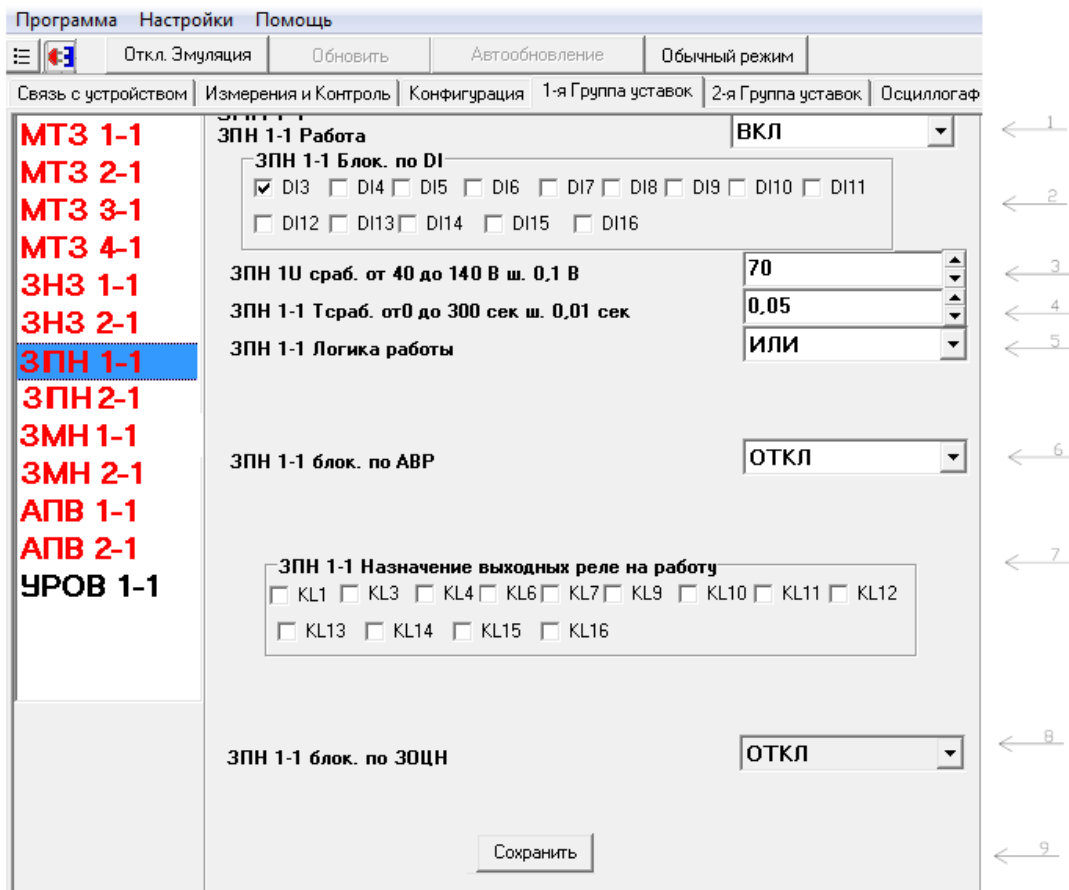 Программа Настройки Помощь
Откл. Эмуляция Обновить Автообновление Обычный режим
Связь с устройством Измерения и Контроль Конфигурация 1-я Группа уставок 2-я Группа уставок Осциллогаф
МТЗ 1-1
МТЗ 2-1
МТЗ 3-1
МТЗ 4-1
ЗНЗ 1-1
ЗНЗ 2-1
ЗПН 1-1
ЗПН 2-1
ЗМН 1-1
ЗМН 2-1
АПВ 1-1
АПВ 2-1
УРОВ 1-1
ЗПН 1-1
ЗПН 1-1 Работа ВКЛ 1
ЗПН 1-1 Блок. по DI
DI3 DI4 DI5 DI6 DI7 DI8 DI9 DI10 DI11 2
DI12 DI13 DI14 DI15 DI16
ЗПН 1U сраб. от 40 до 140 В ш. 0,1 В 70 3
ЗПН 1-1 Тсраб. от0 до 300 сек ш. 0,01 сек 0,05 4
ЗПН 1-1 Логика работы ИЛИ 5
ЗПН 1-1 блок. по АВР ОТКЛ 6
ЗПН 1-1 Назначение выходных реле на работу 7
KL1 KL3 KL4 KL6 KL7 KL9 KL10 KL11 KL12
KL13 KL14 KL15 KL16
ЗПН 1-1 блок. по ЗОЦН ОТКЛ 8
Сохранить 9